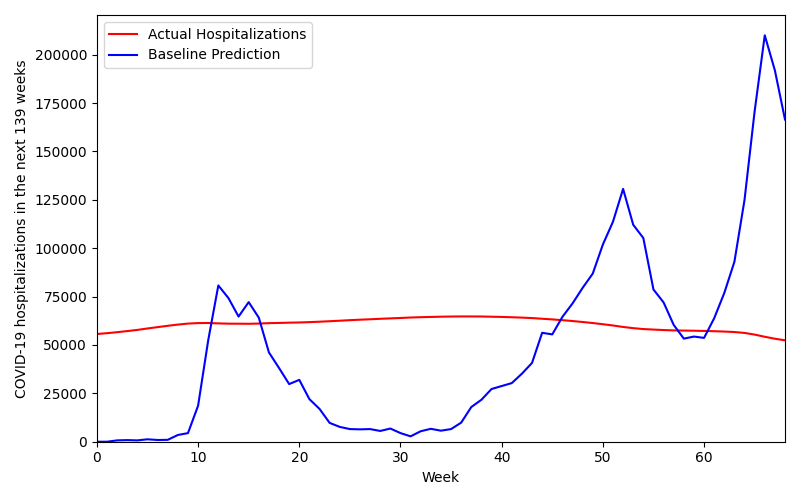 Actual Hospitalizations
Baseline Prediction
COVID-19 hospitalizations in the next 139 weeks
200000
175000
150000
125000
100000
75000
50000
25000
0
0 10 20 30 40 50 60
Week